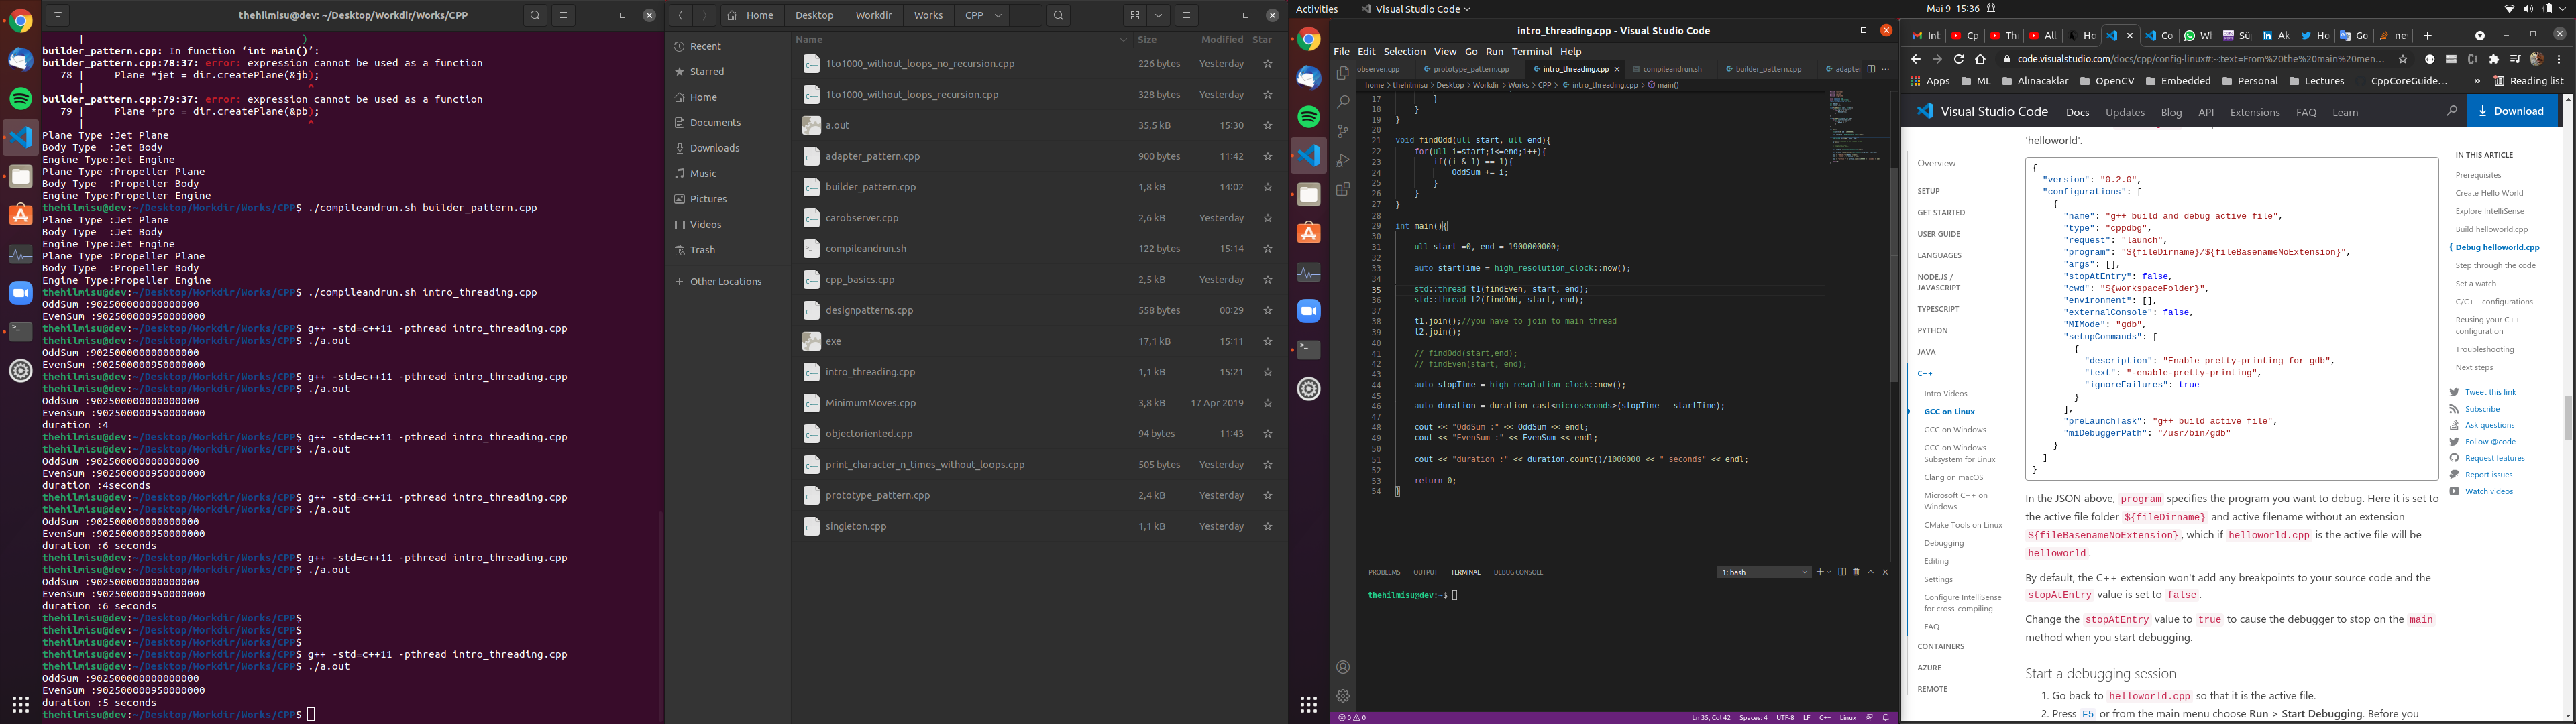 thehilmisu@dev: ~/Desktop/Workdir/Works/CPP
|                                     )
builder_pattern.cpp: In function ‘int main()’:
builder_pattern.cpp:78:37: error: expression cannot be used as a function
78 |     Plane *jet = dir.createPlane(&jb);
|                                     ^
builder_pattern.cpp:79:37: error: expression cannot be used as a function
79 |     Plane *pro = dir.createPlane(&pb);
|                                     ^
Plane Type :Jet Plane
Body Type  :Jet Body
Engine Type:Jet Engine
Plane Type :Propeller Plane
Body Type  :Propeller Body
Engine Type:Propeller Engine
thehilmisu@dev:~/Desktop/Workdir/Works/CPP$ ./compileandrun.sh builder_pattern.cpp
Plane Type :Jet Plane
Body Type  :Jet Body
Engine Type:Jet Engine
Plane Type :Propeller Plane
Body Type  :Propeller Body
Engine Type:Propeller Engine
thehilmisu@dev:~/Desktop/Workdir/Works/CPP$ ./compileandrun.sh intro_threading.cpp
OddSum :902500000000000000
EvenSum :902500000950000000
thehilmisu@dev:~/Desktop/Workdir/Works/CPP$ g++ -std=c++11 -pthread intro_threading.cpp
thehilmisu@dev:~/Desktop/Workdir/Works/CPP$ ./a.out
OddSum :902500000000000000
EvenSum :902500000950000000
thehilmisu@dev:~/Desktop/Workdir/Works/CPP$ g++ -std=c++11 -pthread intro_threading.cpp
thehilmisu@dev:~/Desktop/Workdir/Works/CPP$ ./a.out
OddSum :902500000000000000
EvenSum :902500000950000000
duration :4
thehilmisu@dev:~/Desktop/Workdir/Works/CPP$ g++ -std=c++11 -pthread intro_threading.cpp
thehilmisu@dev:~/Desktop/Workdir/Works/CPP$ ./a.out
OddSum :902500000000000000
EvenSum :902500000950000000
duration :4seconds
thehilmisu@dev:~/Desktop/Workdir/Works/CPP$ g++ -std=c++11 -pthread intro_threading.cpp
thehilmisu@dev:~/Desktop/Workdir/Works/CPP$ ./a.out
OddSum :902500000000000000
EvenSum :902500000950000000
duration :6 seconds
thehilmisu@dev:~/Desktop/Workdir/Works/CPP$ g++ -std=c++11 -pthread intro_threading.cpp
thehilmisu@dev:~/Desktop/Workdir/Works/CPP$ ./a.out
OddSum :902500000000000000
EvenSum :902500000950000000
duration :6 seconds
thehilmisu@dev:~/Desktop/Workdir/Works/CPP$
thehilmisu@dev:~/Desktop/Workdir/Works/CPP$
thehilmisu@dev:~/Desktop/Workdir/Works/CPP$
thehilmisu@dev:~/Desktop/Workdir/Works/CPP$ g++ -std=c++11 -pthread intro_threading.cpp
thehilmisu@dev:~/Desktop/Workdir/Works/CPP$ ./a.out
OddSum :902500000000000000
EvenSum :902500000950000000
duration :5 seconds
thehilmisu@dev:~/Desktop/Workdir/Works/CPP$
Home Desktop Workdir Works CPP
Recent
Starred
Home
Documents
Downloads
Music
Pictures
Videos
Trash
Other Locations
Name Size Modified Star
1to1000_without_loops_no_recursion.cpp 226 bytes Yesterday
1to1000_without_loops_recursion.cpp 328 bytes Yesterday
a.out 35,5 kB 15:30
adapter_pattern.cpp 900 bytes 11:42
builder_pattern.cpp 1,8 kB 14:02
carobserver.cpp 2,6 kB Yesterday
compileandrun.sh 122 bytes 15:14
cpp_basics.cpp 2,5 kB Yesterday
designpatterns.cpp 558 bytes 00:29
exe 17,1 kB 15:11
intro_threading.cpp 1,1 kB 15:21
MinimumMoves.cpp 3,8 kB 17 Apr 2019
objectoriented.cpp 94 bytes 11:43
print_character_n_times_without_loops.cpp 505 bytes Yesterday
prototype_pattern.cpp 2,4 kB Yesterday
singleton.cpp 1,1 kB Yesterday
Activities Visual Studio Code Mai 9 15:36
intro_threading.cpp - Visual Studio Code
File Edit Selection View Go Run Terminal Help
robserver.cpp prototype_pattern.cpp intro_threading.cpp compileandrun.sh builder_pattern.cpp adapter
home > thehilmisu > Desktop > Workdir > Works > CPP > intro_threading.cpp > main()
17         }
18     }
19 }
20
21 void findOdd(ull start, ull end){
22     for(ull i=start;i<=end;i++){
23         if((i & 1) == 1){
24             OddSum += i;
25         }
26     }
27 }
28
29 int main(){
30
31     ull start =0, end = 1900000000;
32
33     auto startTime = high_resolution_clock::now();
34
35     std::thread t1(findEven, start, end);
36     std::thread t2(findOdd, start, end);
37
38     t1.join();//you have to join to main thread
39     t2.join();
40
41     // findOdd(start,end);
42     // findEven(start, end);
43
44     auto stopTime = high_resolution_clock::now();
45
46     auto duration = duration_cast<microseconds>(stopTime - startTime);
47
48     cout << "OddSum :" << OddSum << endl;
49     cout << "EvenSum :" << EvenSum << endl;
50
51     cout << "duration :" << duration.count()/1000000 << " seconds" << endl;
52
53     return 0;
54 }
PROBLEMS OUTPUT TERMINAL DEBUG CONSOLE 1: bash
thehilmisu@dev:~$
0 0 Ln 35, Col 42 Spaces: 4 UTF-8 LF C++ Linux
Inb Cp Th All Ho Co Wh Sü Ak Ho Go ne
code.visualstudio.com/docs/cpp/config-linux#:~:text=From%20the%20main%20men…
Apps ML Alınacaklar OpenCV Embedded Personal Lectures CppCoreGuide… » Reading list
Visual Studio Code Docs Updates Blog API Extensions FAQ Learn Download
Overview
SETUP
GET STARTED
USER GUIDE
LANGUAGES
NODE.JS /
JAVASCRIPT
TYPESCRIPT
PYTHON
JAVA
C++
Intro Videos
GCC on Linux
GCC on Windows
GCC on Windows
Subsystem for Linux
Clang on macOS
Microsoft C++ on
Windows
CMake Tools on Linux
Debugging
Editing
Settings
Configure IntelliSense
for cross-compiling
FAQ
CONTAINERS
AZURE
REMOTE
'helloworld'.
{
"version": "0.2.0",
"configurations": [
{
"name": "g++ build and debug active file",
"type": "cppdbg",
"request": "launch",
"program": "${fileDirname}/${fileBasenameNoExtension}",
"args": [],
"stopAtEntry": false,
"cwd": "${workspaceFolder}",
"environment": [],
"externalConsole": false,
"MIMode": "gdb",
"setupCommands": [
{
"description": "Enable pretty-printing for gdb",
"text": "-enable-pretty-printing",
"ignoreFailures": true
}
],
"preLaunchTask": "g++ build active file",
"miDebuggerPath": "/usr/bin/gdb"
}
]
}
In the JSON above, program specifies the program you want to debug. Here it is set to
the active file folder ${fileDirname} and active filename without an extension
${fileBasenameNoExtension}, which if helloworld.cpp is the active file will be
helloworld.
By default, the C++ extension won't add any breakpoints to your source code and the
stopAtEntry value is set to false.
Change the stopAtEntry value to true to cause the debugger to stop on the main
method when you start debugging.
Start a debugging session
1. Go back to helloworld.cpp so that it is the active file.
2. Press F5 or from the main menu choose Run > Start Debugging. Before you
IN THIS ARTICLE
Prerequisites
Create Hello World
Explore IntelliSense
Build helloworld.cpp
Debug helloworld.cpp
Step through the code
Set a watch
C/C++ configurations
Reusing your C++
configuration
Troubleshooting
Next steps
Tweet this link
Subscribe
Ask questions
Follow @code
Request features
Report issues
Watch videos